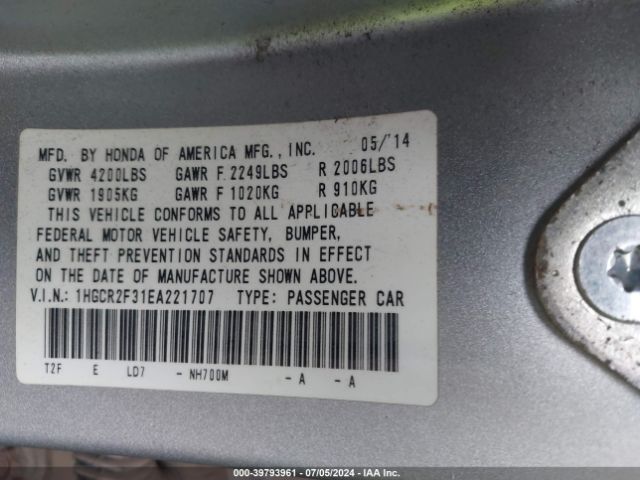 MFD. BY HONDA OF AMERICA MFG., INC. 05/'14
GVWR 4200LBS GAWR F 2249LBS R 2006LBS
GVWR 1905KG GAWR F 1020KG R 910KG
THIS VEHICLE CONFORMS TO ALL APPLICABLE
FEDERAL MOTOR VEHICLE SAFETY, BUMPER,
AND THEFT PREVENTION STANDARDS IN EFFECT
ON THE DATE OF MANUFACTURE SHOWN ABOVE.
V.I.N.: 1HGCR2F31EA221707 TYPE: PASSENGER CAR
T2F E LD7 - NH700M - A - A
000-39793961 - 07/05/2024 - IAA Inc.